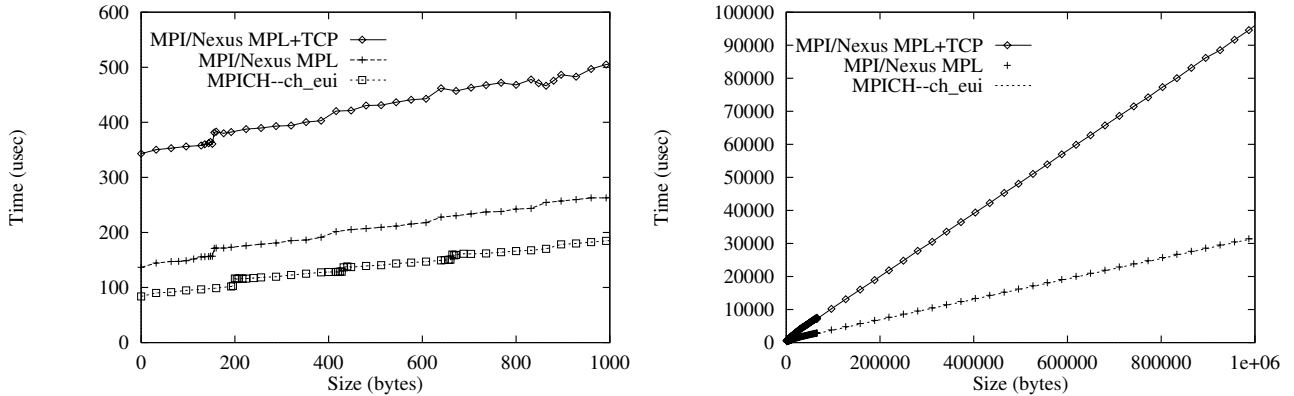 MPI/Nexus MPL+TCP
MPI/Nexus MPL
MPICH--ch_eui
600
500
400
300
200
100
0
0 200 400 600 800 1000
Time (usec)
Size (bytes)
MPI/Nexus MPL+TCP
MPI/Nexus MPL
MPICH--ch_eui
100000
90000
80000
70000
60000
50000
40000
30000
20000
10000
0
0 200000 400000 600000 800000 1e+06
Time (usec)
Size (bytes)